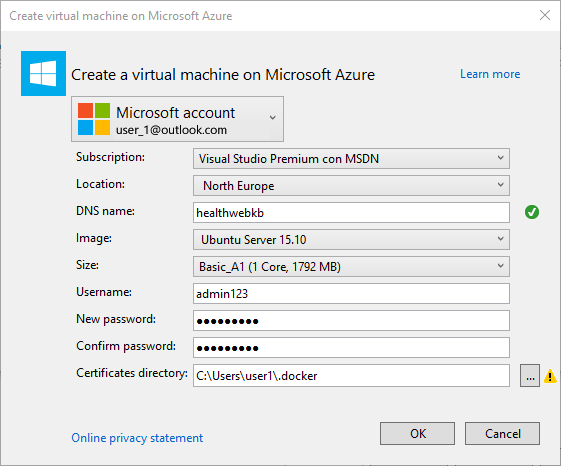 Create virtual machine on Microsoft Azure
Create a virtual machine on Microsoft Azure
Learn more
Microsoft account
user_1@outlook.com
Subscription: Visual Studio Premium con MSDN
Location: North Europe
DNS name: healthwebkb
Image: Ubuntu Server 15.10
Size: Basic_A1 (1 Core, 1792 MB)
Username: admin123
New password: ●●●●●●●●●
Confirm password: ●●●●●●●●●
Certificates directory: C:\Users\user1\.docker ...
Online privacy statement
OK Cancel